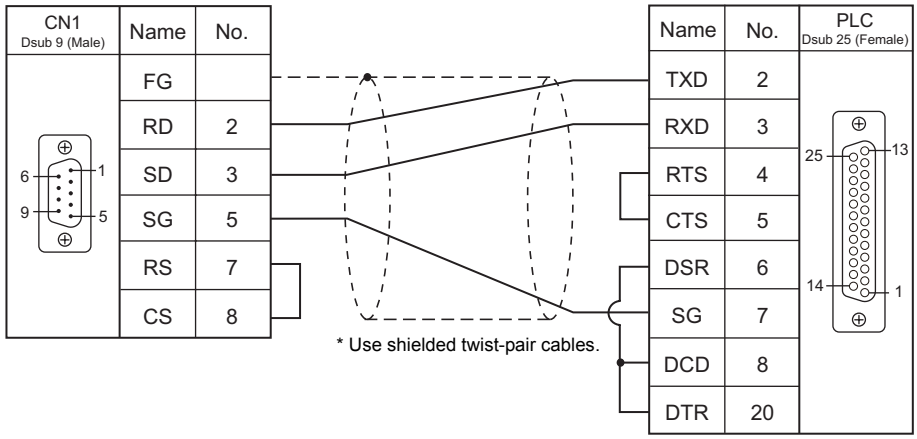 CN1
Dsub 9 (Male)
Name No.
FG
RD 2
SD 3
SG 5
RS 7
CS 8
6
1
9
5
* Use shielded twist-pair cables.
Name No.
PLC
Dsub 25 (Female)
TXD 2
RXD 3
RTS 4
CTS 5
DSR 6
SG 7
DCD 8
DTR 20
25
13
14
1